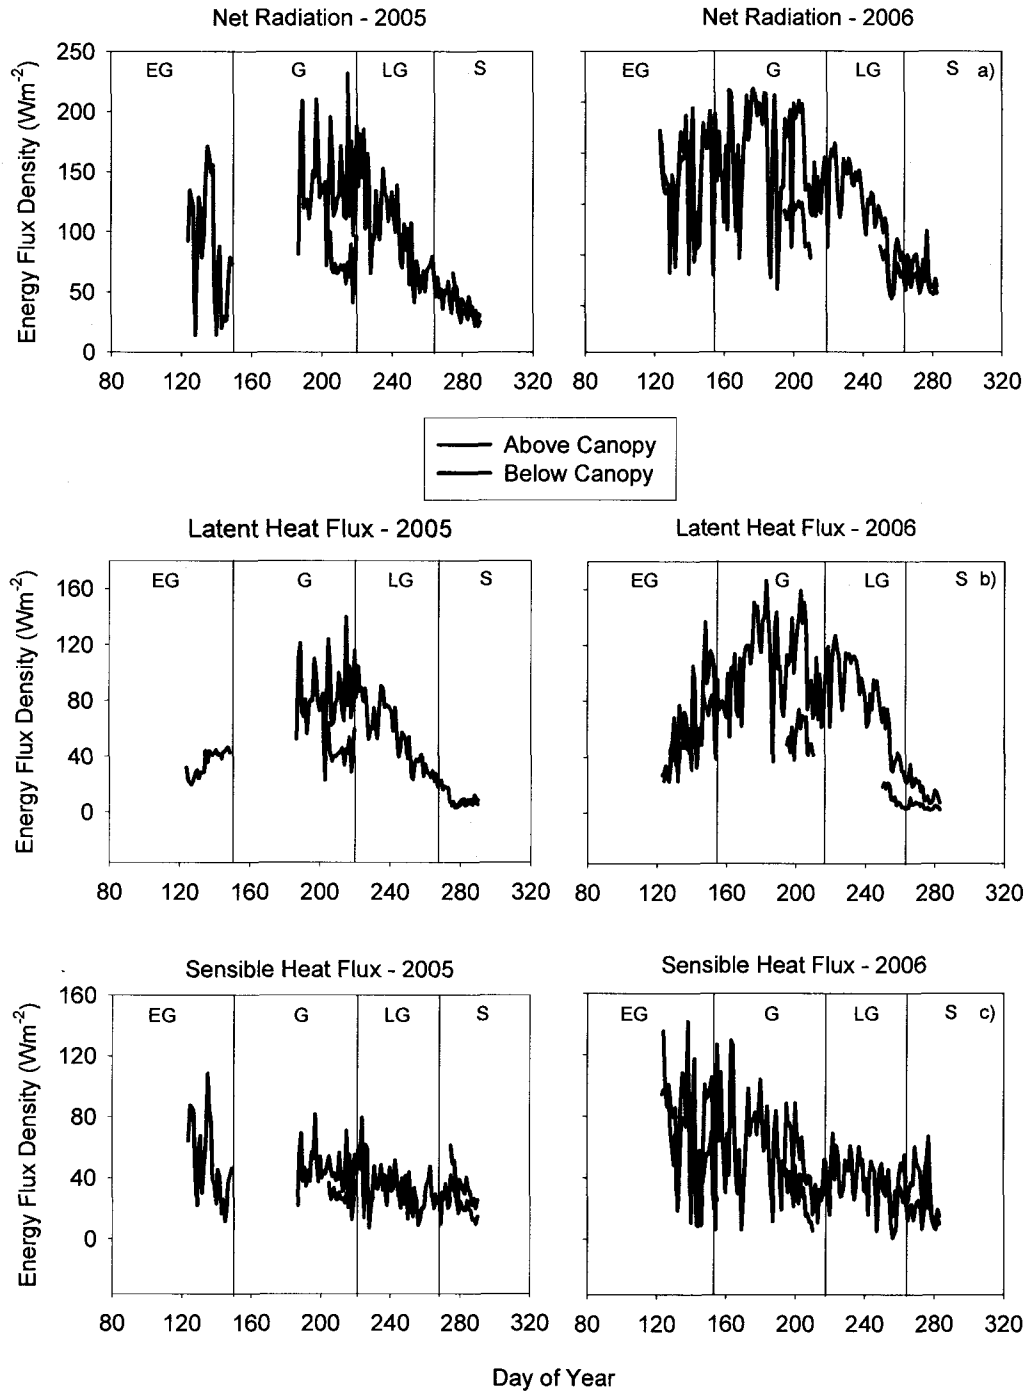 Net Radiation - 2005
Net Radiation - 2006
Energy Flux Density (Wm-2)
250
200
150
100
50
0
EG G LG S
EG G LG S a)
80 120 160 200 240 280 320
80 120 160 200 240 280 320
Above Canopy
Below Canopy
Latent Heat Flux - 2005
Latent Heat Flux - 2006
Energy Flux Density (Wm-2)
160
120
80
40
0
EG G LG S
EG G LG S b)
80 120 160 200 240 280 320
80 120 160 200 240 280 320
Sensible Heat Flux - 2005
Sensible Heat Flux - 2006
Energy Flux Density (Wm-2)
160
120
80
40
0
EG G LG S
EG G LG S c)
80 120 160 200 240 280 320
80 120 160 200 240 280 320
Day of Year